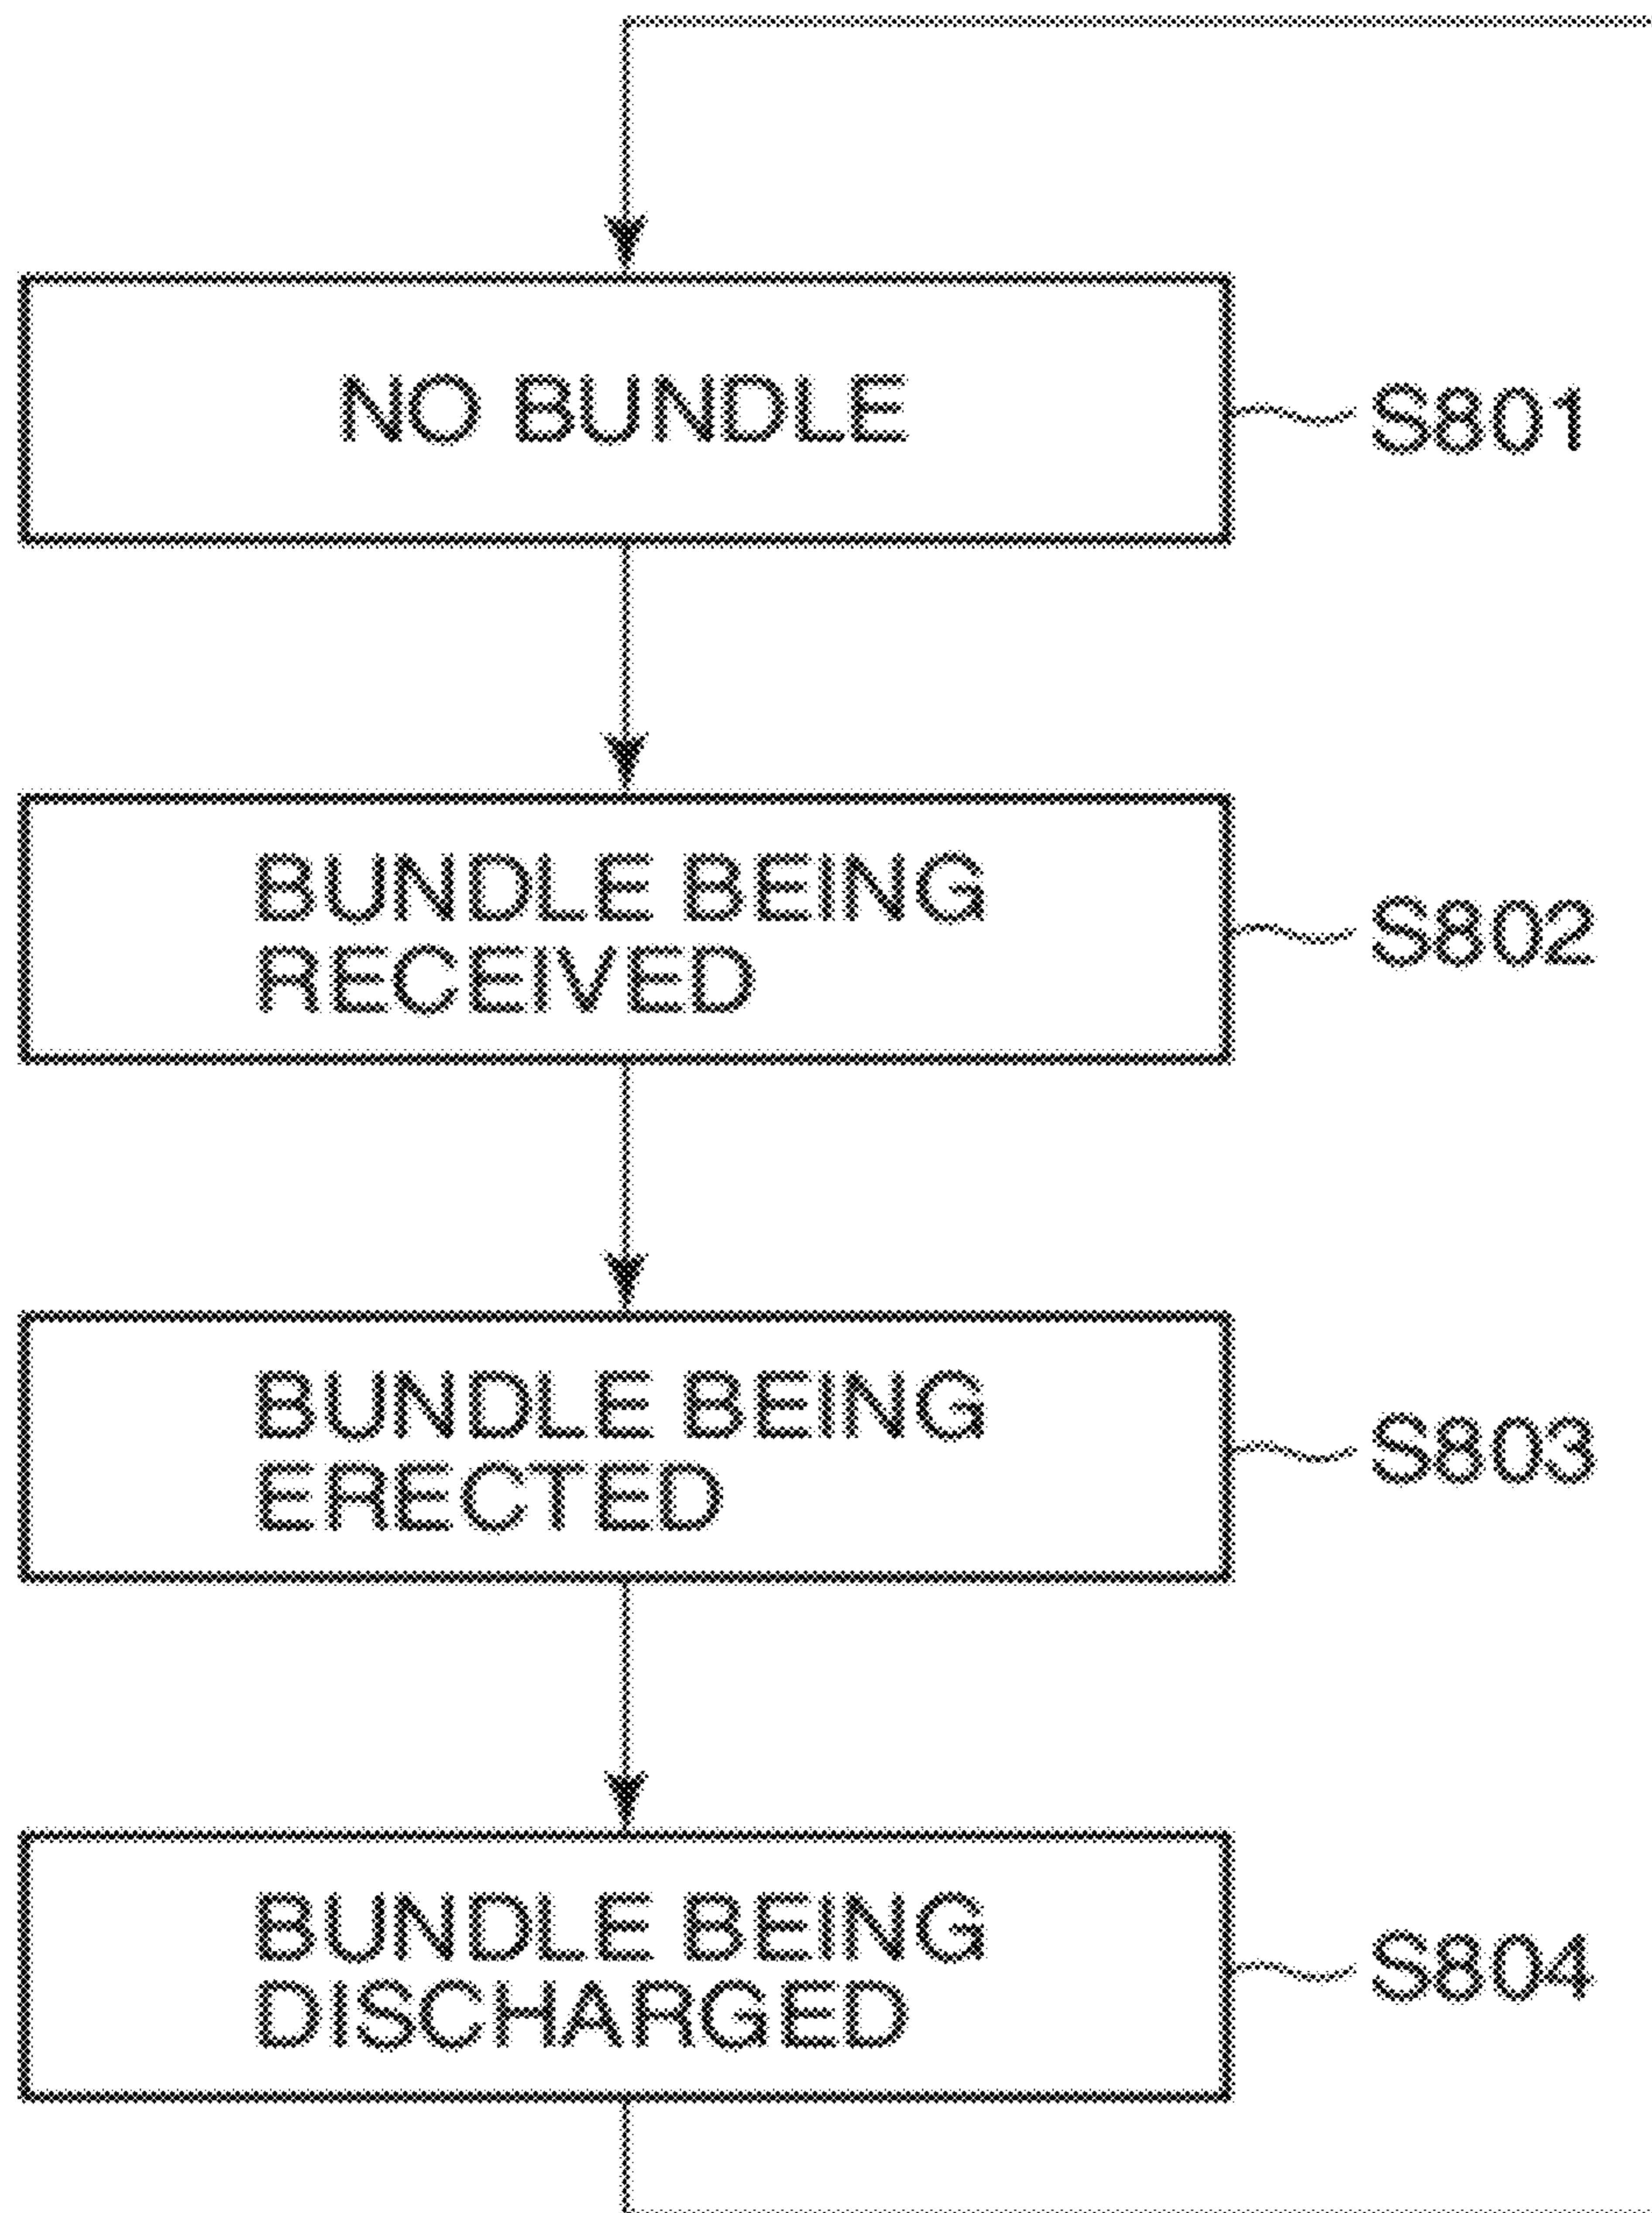 NO BUNDLE
S801
BUNDLE BEING
RECEIVED
S802
BUNDLE BEING
ERECTED
S803
BUNDLE BEING
DISCHARGED
S804